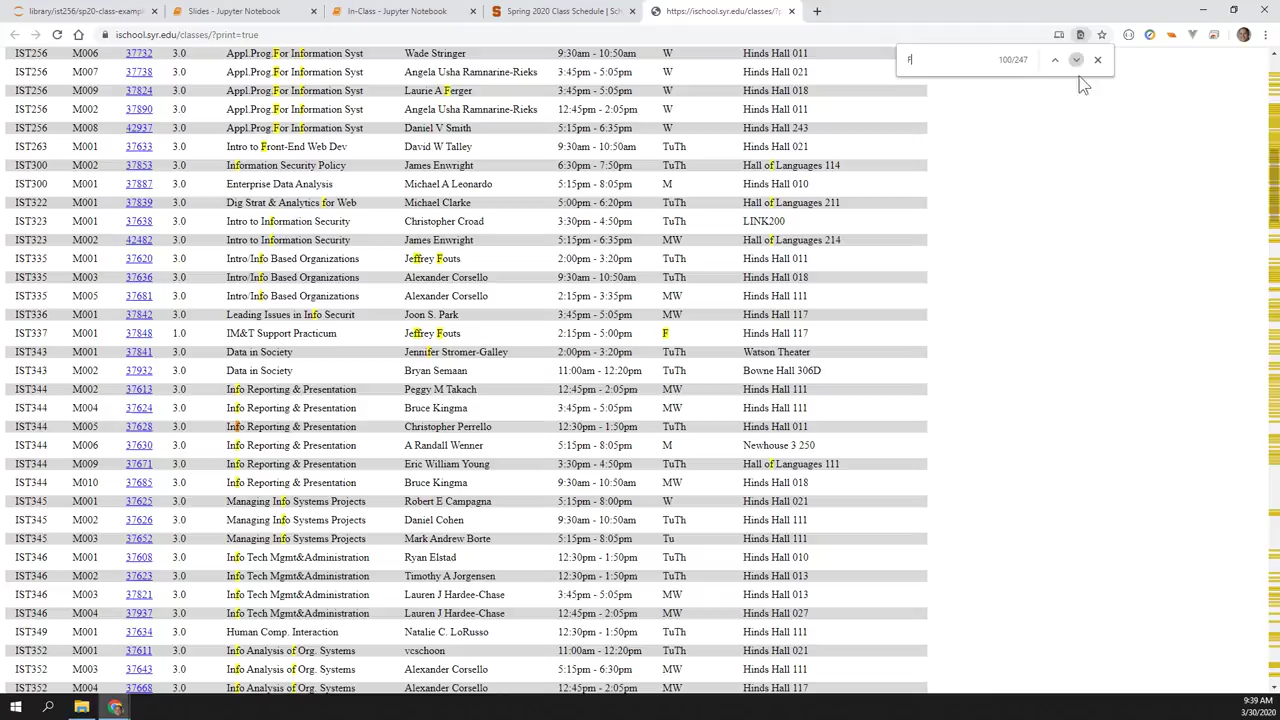 library/ist256/sp20-class-exampl
Slides - Jupyter Notebook
In-Class - Jupyter Notebook
Spring 2020 Class Schedule | Sch
https://ischool.syr.edu/classes/?p
ischool.syr.edu/classes/?print=true
F
100/247
IST256 M006 37732 3.0 Appl.Prog.For Information Syst Wade Stringer 9:30am - 10:50am W Hinds Hall 011
IST256 M007 37738 3.0 Appl.Prog.For Information Syst Angela Usha Ramnarine-Rieks 3:45pm - 5:05pm W Hinds Hall 021
IST256 M009 37824 3.0 Appl.Prog.For Information Syst Laurie A Ferger 3:45pm - 5:05pm W Hinds Hall 018
IST256 M002 37890 3.0 Appl.Prog.For Information Syst Angela Usha Ramnarine-Rieks 12:45pm - 2:05pm W Hinds Hall 011
IST256 M008 42937 3.0 Appl.Prog.For Information Syst Daniel V Smith 5:15pm - 6:35pm W Hinds Hall 243
IST263 M001 37633 3.0 Intro to Front-End Web Dev David W Talley 9:30am - 10:50am TuTh Hinds Hall 021
IST300 M002 37853 3.0 Information Security Policy James Enwright 6:30pm - 7:50pm TuTh Hall of Languages 114
IST300 M001 37887 3.0 Enterprise Data Analysis Michael A Leonardo 5:15pm - 8:05pm M Hinds Hall 010
IST322 M001 37839 3.0 Dig Strat & Analytics for Web Michael Clarke 5:00pm - 6:20pm TuTh Hall of Languages 211
IST323 M001 37638 3.0 Intro to Information Security Christopher Croad 3:30pm - 4:50pm TuTh LINK200
IST323 M002 42482 3.0 Intro to Information Security James Enwright 5:15pm - 6:35pm MW Hall of Languages 214
IST335 M001 37620 3.0 Intro/Info Based Organizations Jeffrey Fouts 2:00pm - 3:20pm TuTh Hinds Hall 011
IST335 M003 37636 3.0 Intro/Info Based Organizations Alexander Corsello 9:30am - 10:50am TuTh Hinds Hall 018
IST335 M005 37681 3.0 Intro/Info Based Organizations Alexander Corsello 2:15pm - 3:35pm MW Hinds Hall 111
IST336 M001 37842 3.0 Leading Issues in Info Securit Joon S. Park 3:45pm - 5:05pm MW Hinds Hall 117
IST337 M001 37848 1.0 IM&T Support Practicum Jeffrey Fouts 2:15pm - 5:00pm F Hinds Hall 117
IST343 M001 37841 3.0 Data in Society Jennifer Stromer-Galley 2:00pm - 3:20pm TuTh Watson Theater
IST343 M002 37932 3.0 Data in Society Bryan Semaan 11:00am - 12:20pm TuTh Bowne Hall 306D
IST344 M002 37613 3.0 Info Reporting & Presentation Peggy M Takach 12:45pm - 2:05pm MW Hinds Hall 111
IST344 M004 37624 3.0 Info Reporting & Presentation Bruce Kingma 3:45pm - 5:05pm MW Hinds Hall 111
IST344 M005 37628 3.0 Info Reporting & Presentation Christopher Perrello 12:30pm - 1:50pm TuTh Hinds Hall 011
IST344 M006 37630 3.0 Info Reporting & Presentation A Randall Wenner 5:15pm - 8:05pm M Newhouse 3 250
IST344 M009 37671 3.0 Info Reporting & Presentation Eric William Young 3:30pm - 4:50pm TuTh Hall of Languages 111
IST344 M010 37685 3.0 Info Reporting & Presentation Bruce Kingma 9:30am - 10:50am MW Hinds Hall 018
IST345 M001 37625 3.0 Managing Info Systems Projects Robert E Campagna 5:15pm - 8:00pm W Hinds Hall 021
IST345 M002 37626 3.0 Managing Info Systems Projects Daniel Cohen 9:30am - 10:50am TuTh Hinds Hall 111
IST345 M003 37652 3.0 Managing Info Systems Projects Mark Andrew Borte 5:15pm - 8:05pm Tu Hinds Hall 111
IST346 M001 37608 3.0 Info Tech Mgmt&Administration Ryan Elstad 12:30pm - 1:50pm TuTh Hinds Hall 010
IST346 M002 37623 3.0 Info Tech Mgmt&Administration Timothy A Jorgensen 12:30pm - 1:50pm TuTh Hinds Hall 013
IST346 M003 37821 3.0 Info Tech Mgmt&Administration Lauren J Hardee-Chase 3:45pm - 5:05pm MW Hinds Hall 013
IST346 M004 37937 3.0 Info Tech Mgmt&Administration Lauren J Hardee-Chase 12:45pm - 2:05pm MW Hinds Hall 027
IST349 M001 37634 3.0 Human Comp. Interaction Natalie C. LoRusso 12:30pm - 1:50pm TuTh Hinds Hall 111
IST352 M001 37611 3.0 Info Analysis of Org. Systems vcschoon 11:00am - 12:20pm TuTh Hinds Hall 021
IST352 M003 37643 3.0 Info Analysis of Org. Systems Alexander Corsello 5:15pm - 6:30pm MW Hinds Hall 111
IST352 M004 37668 3.0 Info Analysis of Org. Systems Alexander Corsello 12:45pm - 2:05pm MW Hinds Hall 117
9:39 AM
3/30/2020